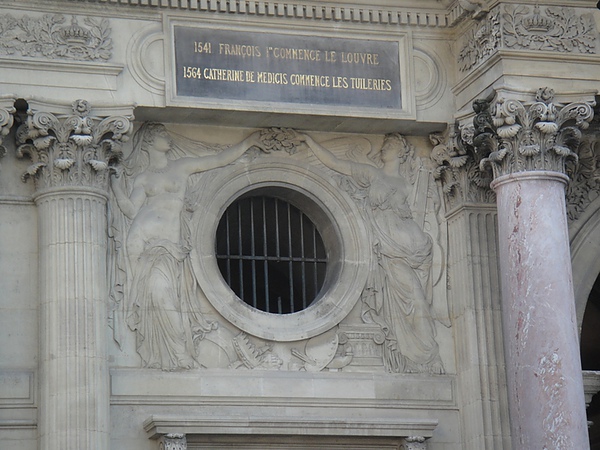 1541 FRANÇOIS Iᵉʳ COMMENCE LE LOUVRE
1564 CATHERINE DE MEDICIS COMMENCE LES TUILERIES